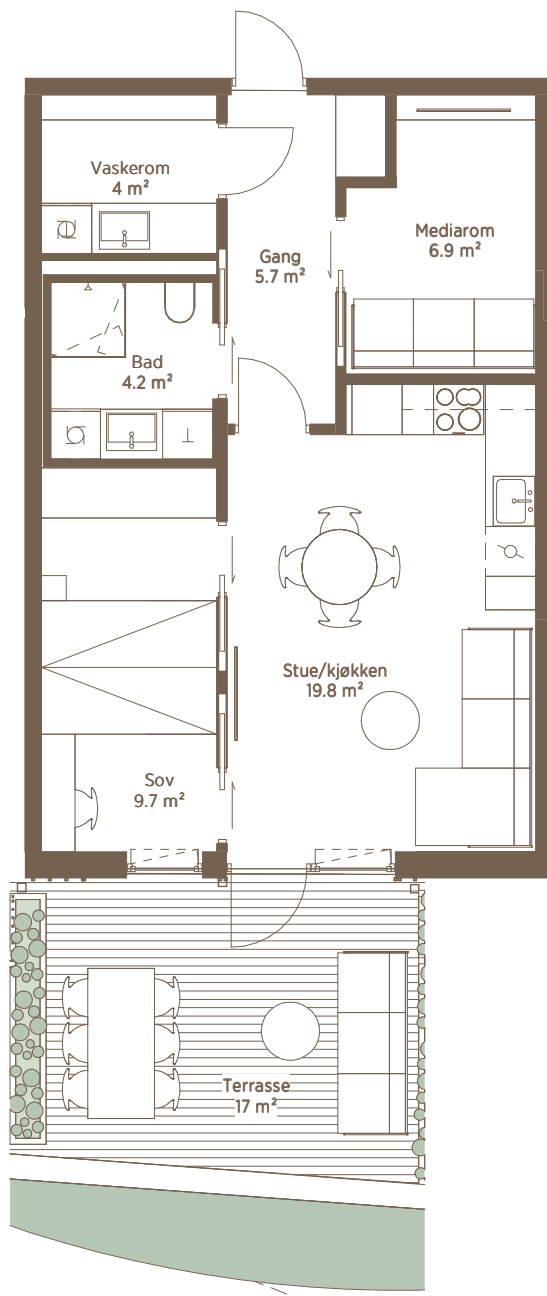 Vaskerom
4 m²
Mediarom
6.9 m²
Gang
5.7 m²
Bad
4.2 m²
Stue/kjøkken
19.8 m²
Sov
9.7 m²
Terrasse
17 m²